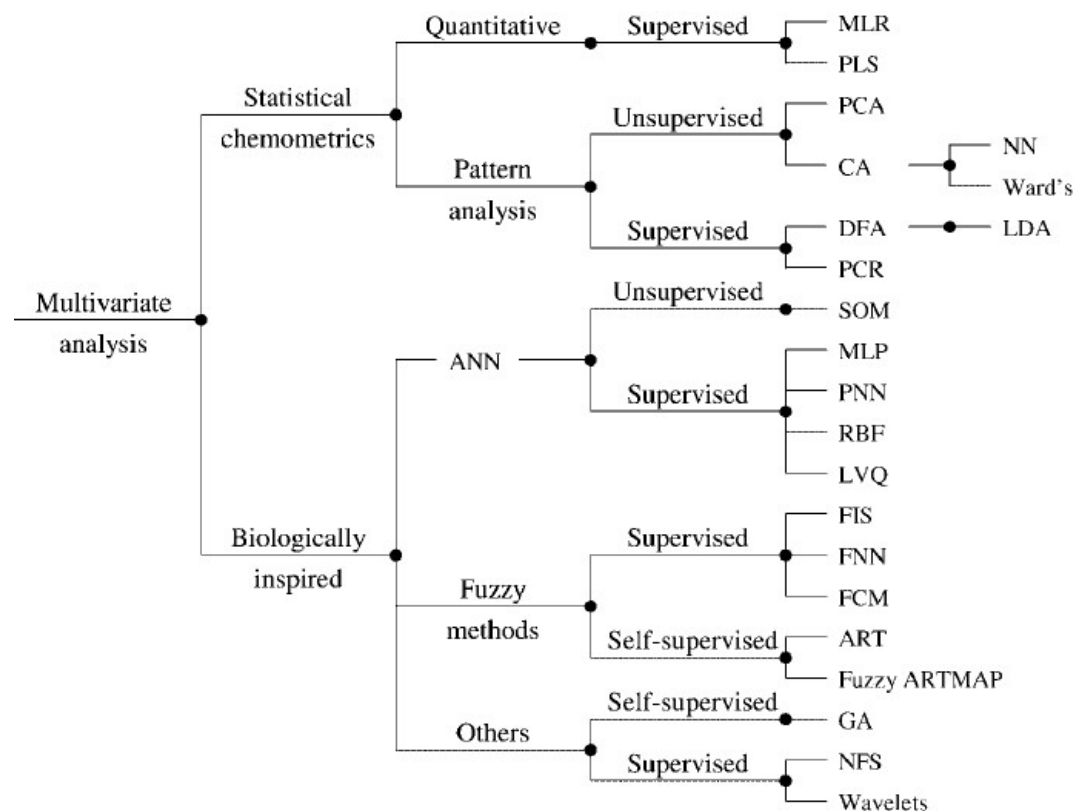 MLR
Quantitative
Supervised
PLS
Statistical
chemometrics
PCA
Unsupervised
CA
NN
Ward's
Pattern
analysis
Supervised
DFA
LDA
PCR
Multivariate
analysis
Unsupervised
SOM
ANN
MLP
PNN
Supervised
RBF
LVQ
Biologically
inspired
FIS
Supervised
FNN
FCM
Fuzzy
methods
Self-supervised
ART
Fuzzy ARTMAP
Self-supervised
GA
Others
NFS
Supervised
Wavelets